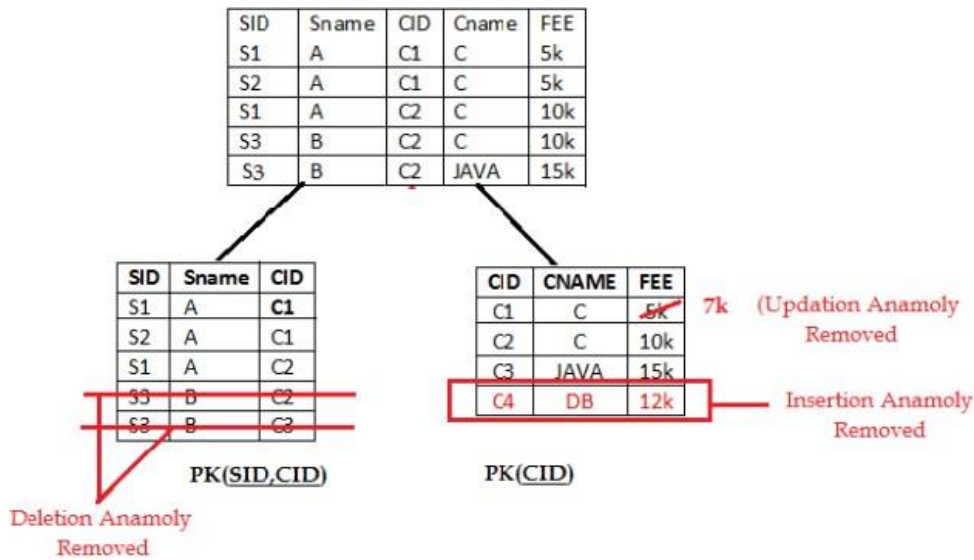 SID Sname CID Cname FEE
S1 A C1 C 5k
S2 A C1 C 5k
S1 A C2 C 10k
S3 B C2 C 10k
S3 B C2 JAVA 15k
SID Sname CID
S1 A C1
S2 A C1
S1 A C2
S3 B C2
S3 B C3
PK(SID,CID)
Deletion Anamoly
Removed
CID CNAME FEE
C1 C 5k 7k (Updation Anamoly
Removed
C2 C 10k
C3 JAVA 15k
C4 DB 12k
Insertion Anamoly
Removed
PK(CID)